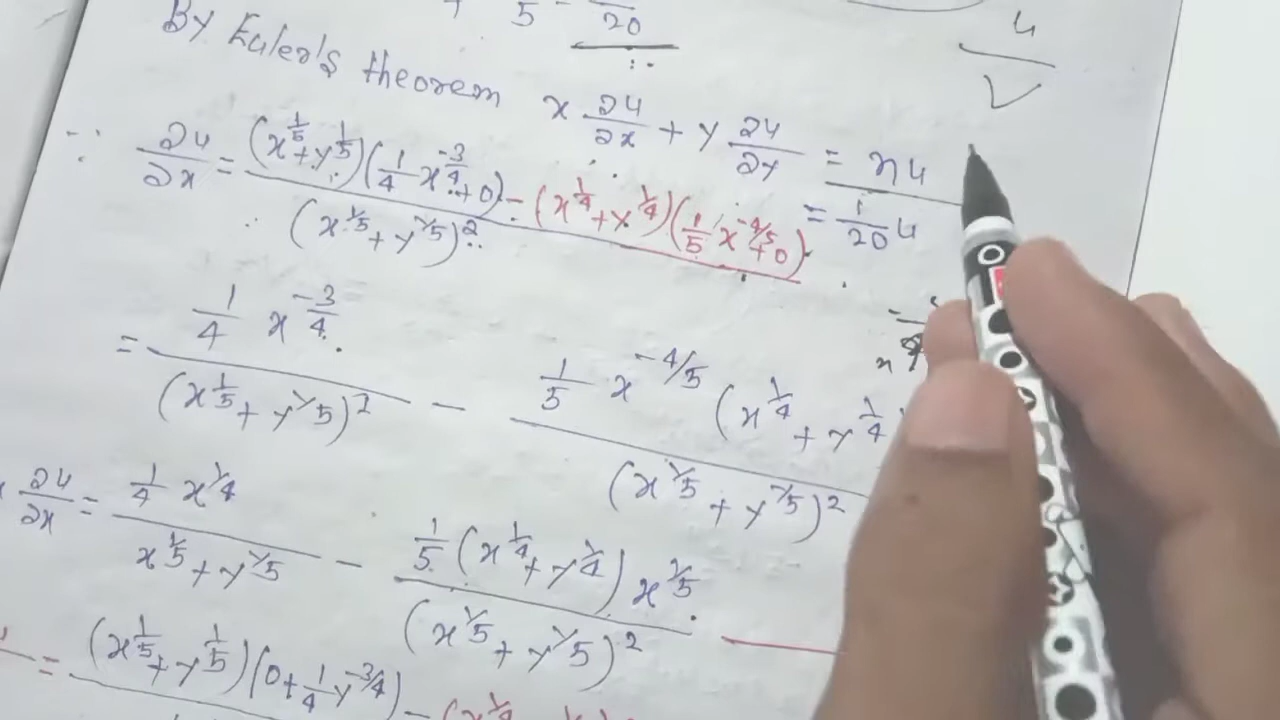 5 = /20
u/v
By Euler's theorem x ∂u/∂x + y ∂u/∂y = nu
= 1/20 u
∵ ∂u/∂x = (x^1/5 + y^1/5)(1/4 x^-3/4 + 0) - (x^1/4 + y^1/4)(1/5 x^-4/5 + 0) / (x^1/5 + y^1/5)^2
= 1/4 x^-3/4 / (x^1/5 + y^1/5)^2 - 1/5 x^-4/5 (x^1/4 + y^1/4 / (x^1/5 + y^1/5)^2
x ∂u/∂x = 1/4 x^1/4 / x^1/5 + y^1/5 - 1/5 (x^1/4 + y^1/4) x^1/5 / (x^1/5 + y^1/5)^2
= (x^1/5 + y^1/5)(0 + 1/4 y^-3/4) - (x^1/4